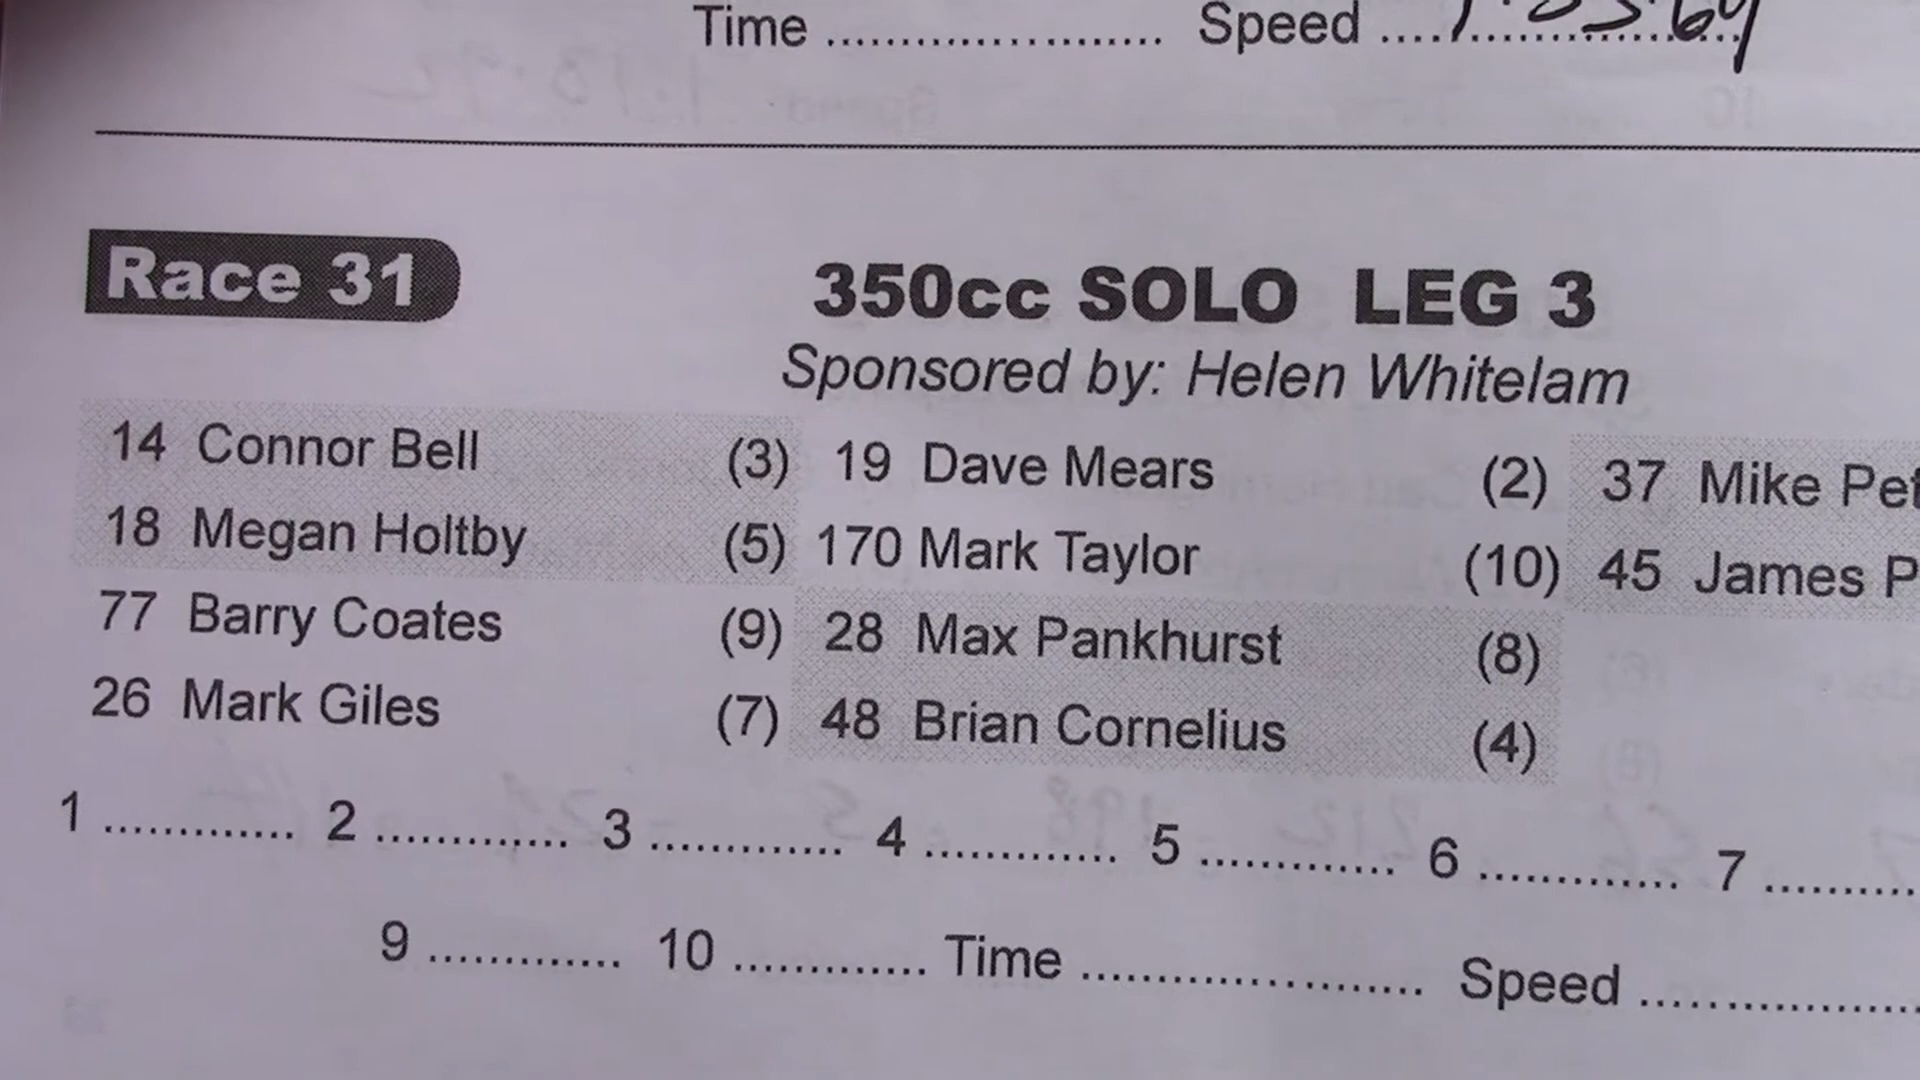 Time ...................... Speed ....
Race 31
350cc SOLO LEG 3
Sponsored by: Helen Whitelam
14 Connor Bell (3) 19 Dave Mears (2) 37 Mike
18 Megan Holtby (5) 170 Mark Taylor (10) 45 James
77 Barry Coates (9) 28 Max Pankhurst (8)
26 Mark Giles (7) 48 Brian Cornelius (4)
1 ............. 2 ............. 3 ............. 4 ............. 5 ............. 6 ............. 7 ..........
9 ............. 10 ............. Time ....................... Speed ..................